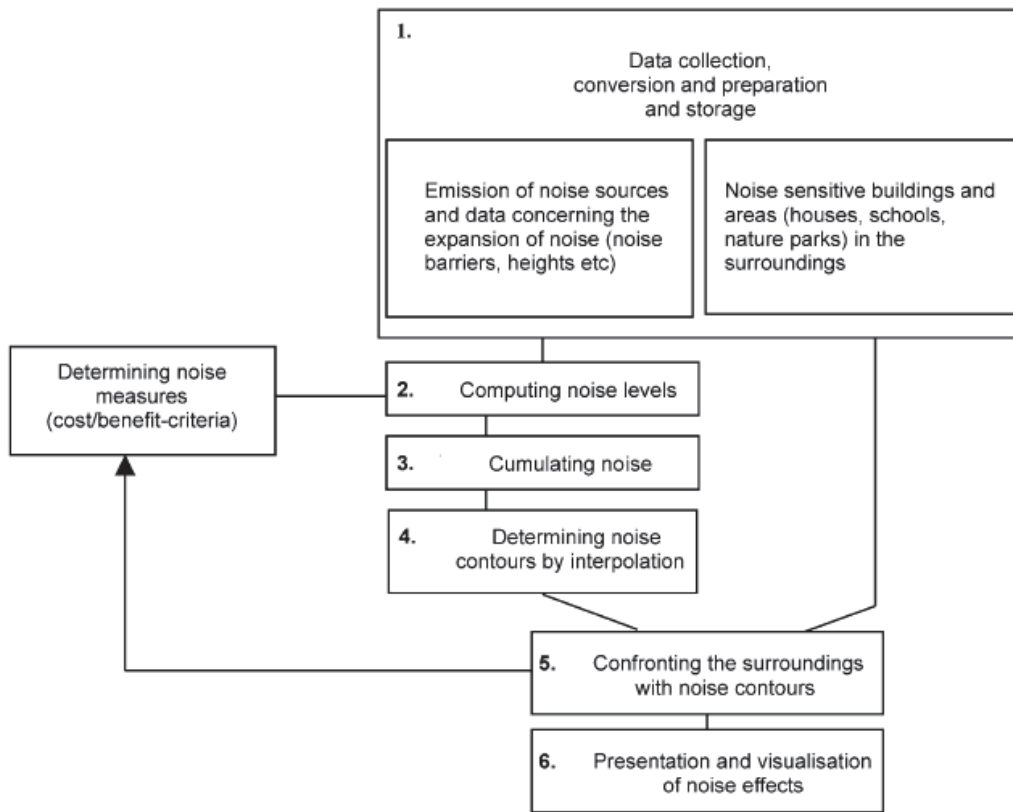 1.
Data collection,
conversion and preparation
and storage
Emission of noise sources
and data concerning the
expansion of noise (noise
barriers, heights etc)
Noise sensitive buildings and
areas (houses, schools,
nature parks) in the
surroundings
Determining noise
measures
(cost/benefit-criteria)
2. Computing noise levels
3. Cumulating noise
4. Determining noise
contours by interpolation
5. Confronting the surroundings
with noise contours
6. Presentation and visualisation
of noise effects